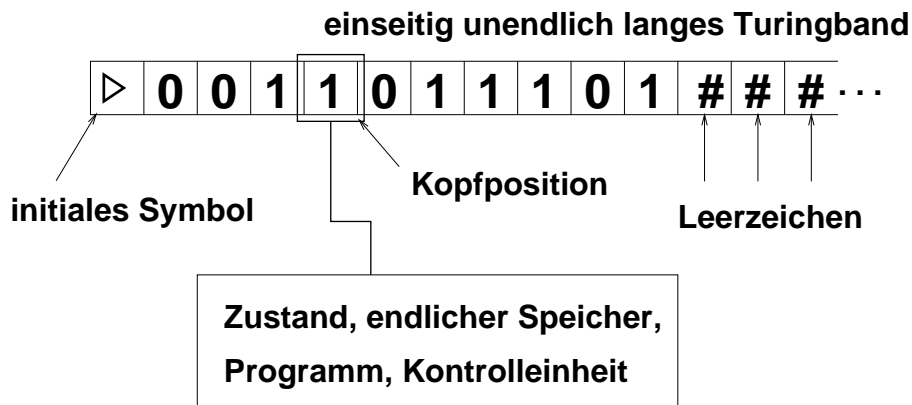 einseitig unendlich langes Turingband
▷ 0 0 1 1 0 1 1 1 0 1 # # # ···
Kopfposition
initiales Symbol
Leerzeichen
Zustand, endlicher Speicher,
Programm, Kontrolleinheit